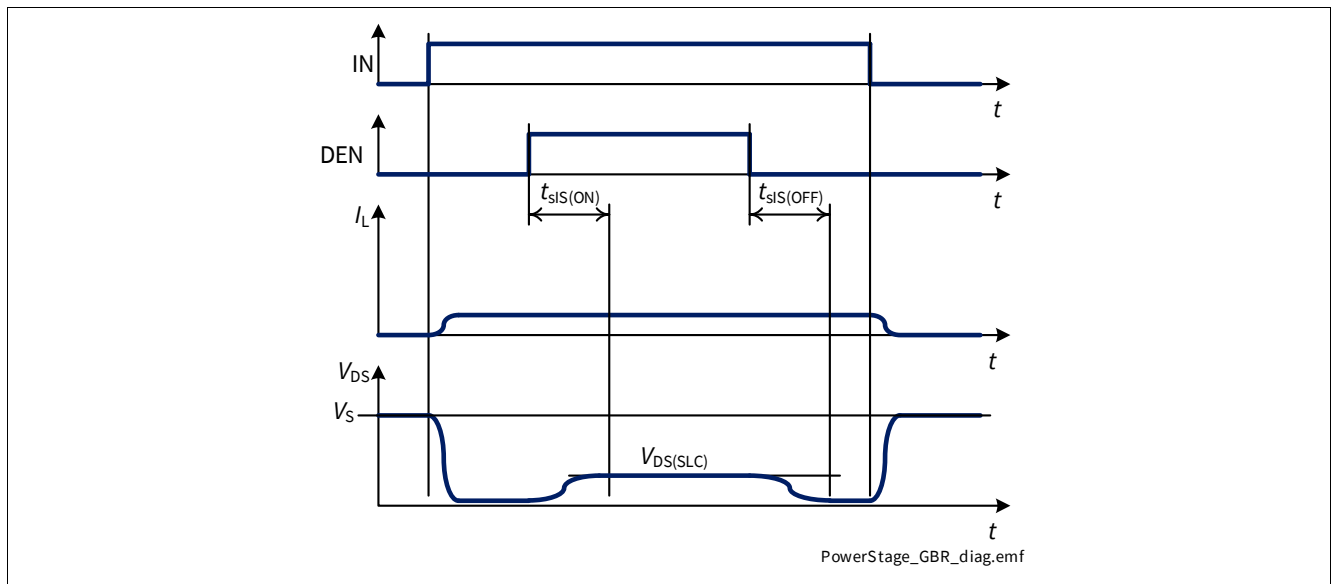 IN
t
DEN
t
tsIS(ON)
tsIS(OFF)
IL
t
VDS
VS
VDS(SLC)
t
PowerStage_GBR_diag.emf